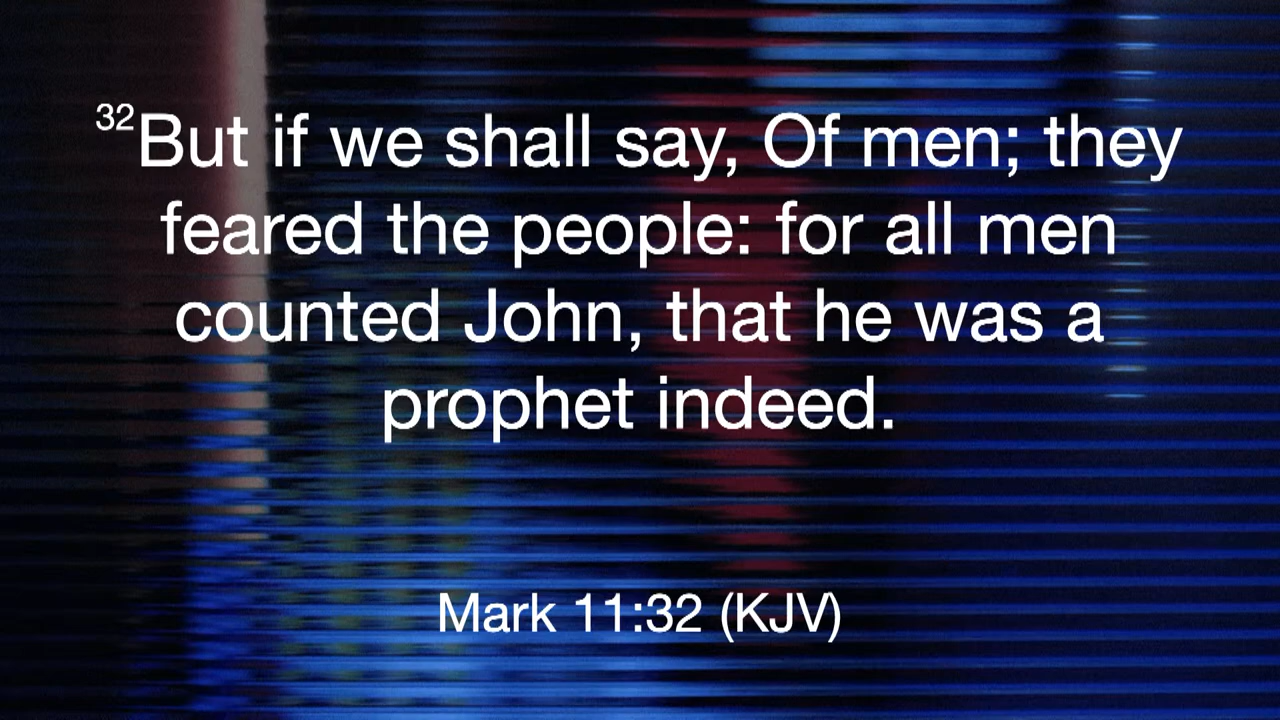 32But if we shall say, Of men; they
feared the people: for all men
counted John, that he was a
prophet indeed.
Mark 11:32 (KJV)